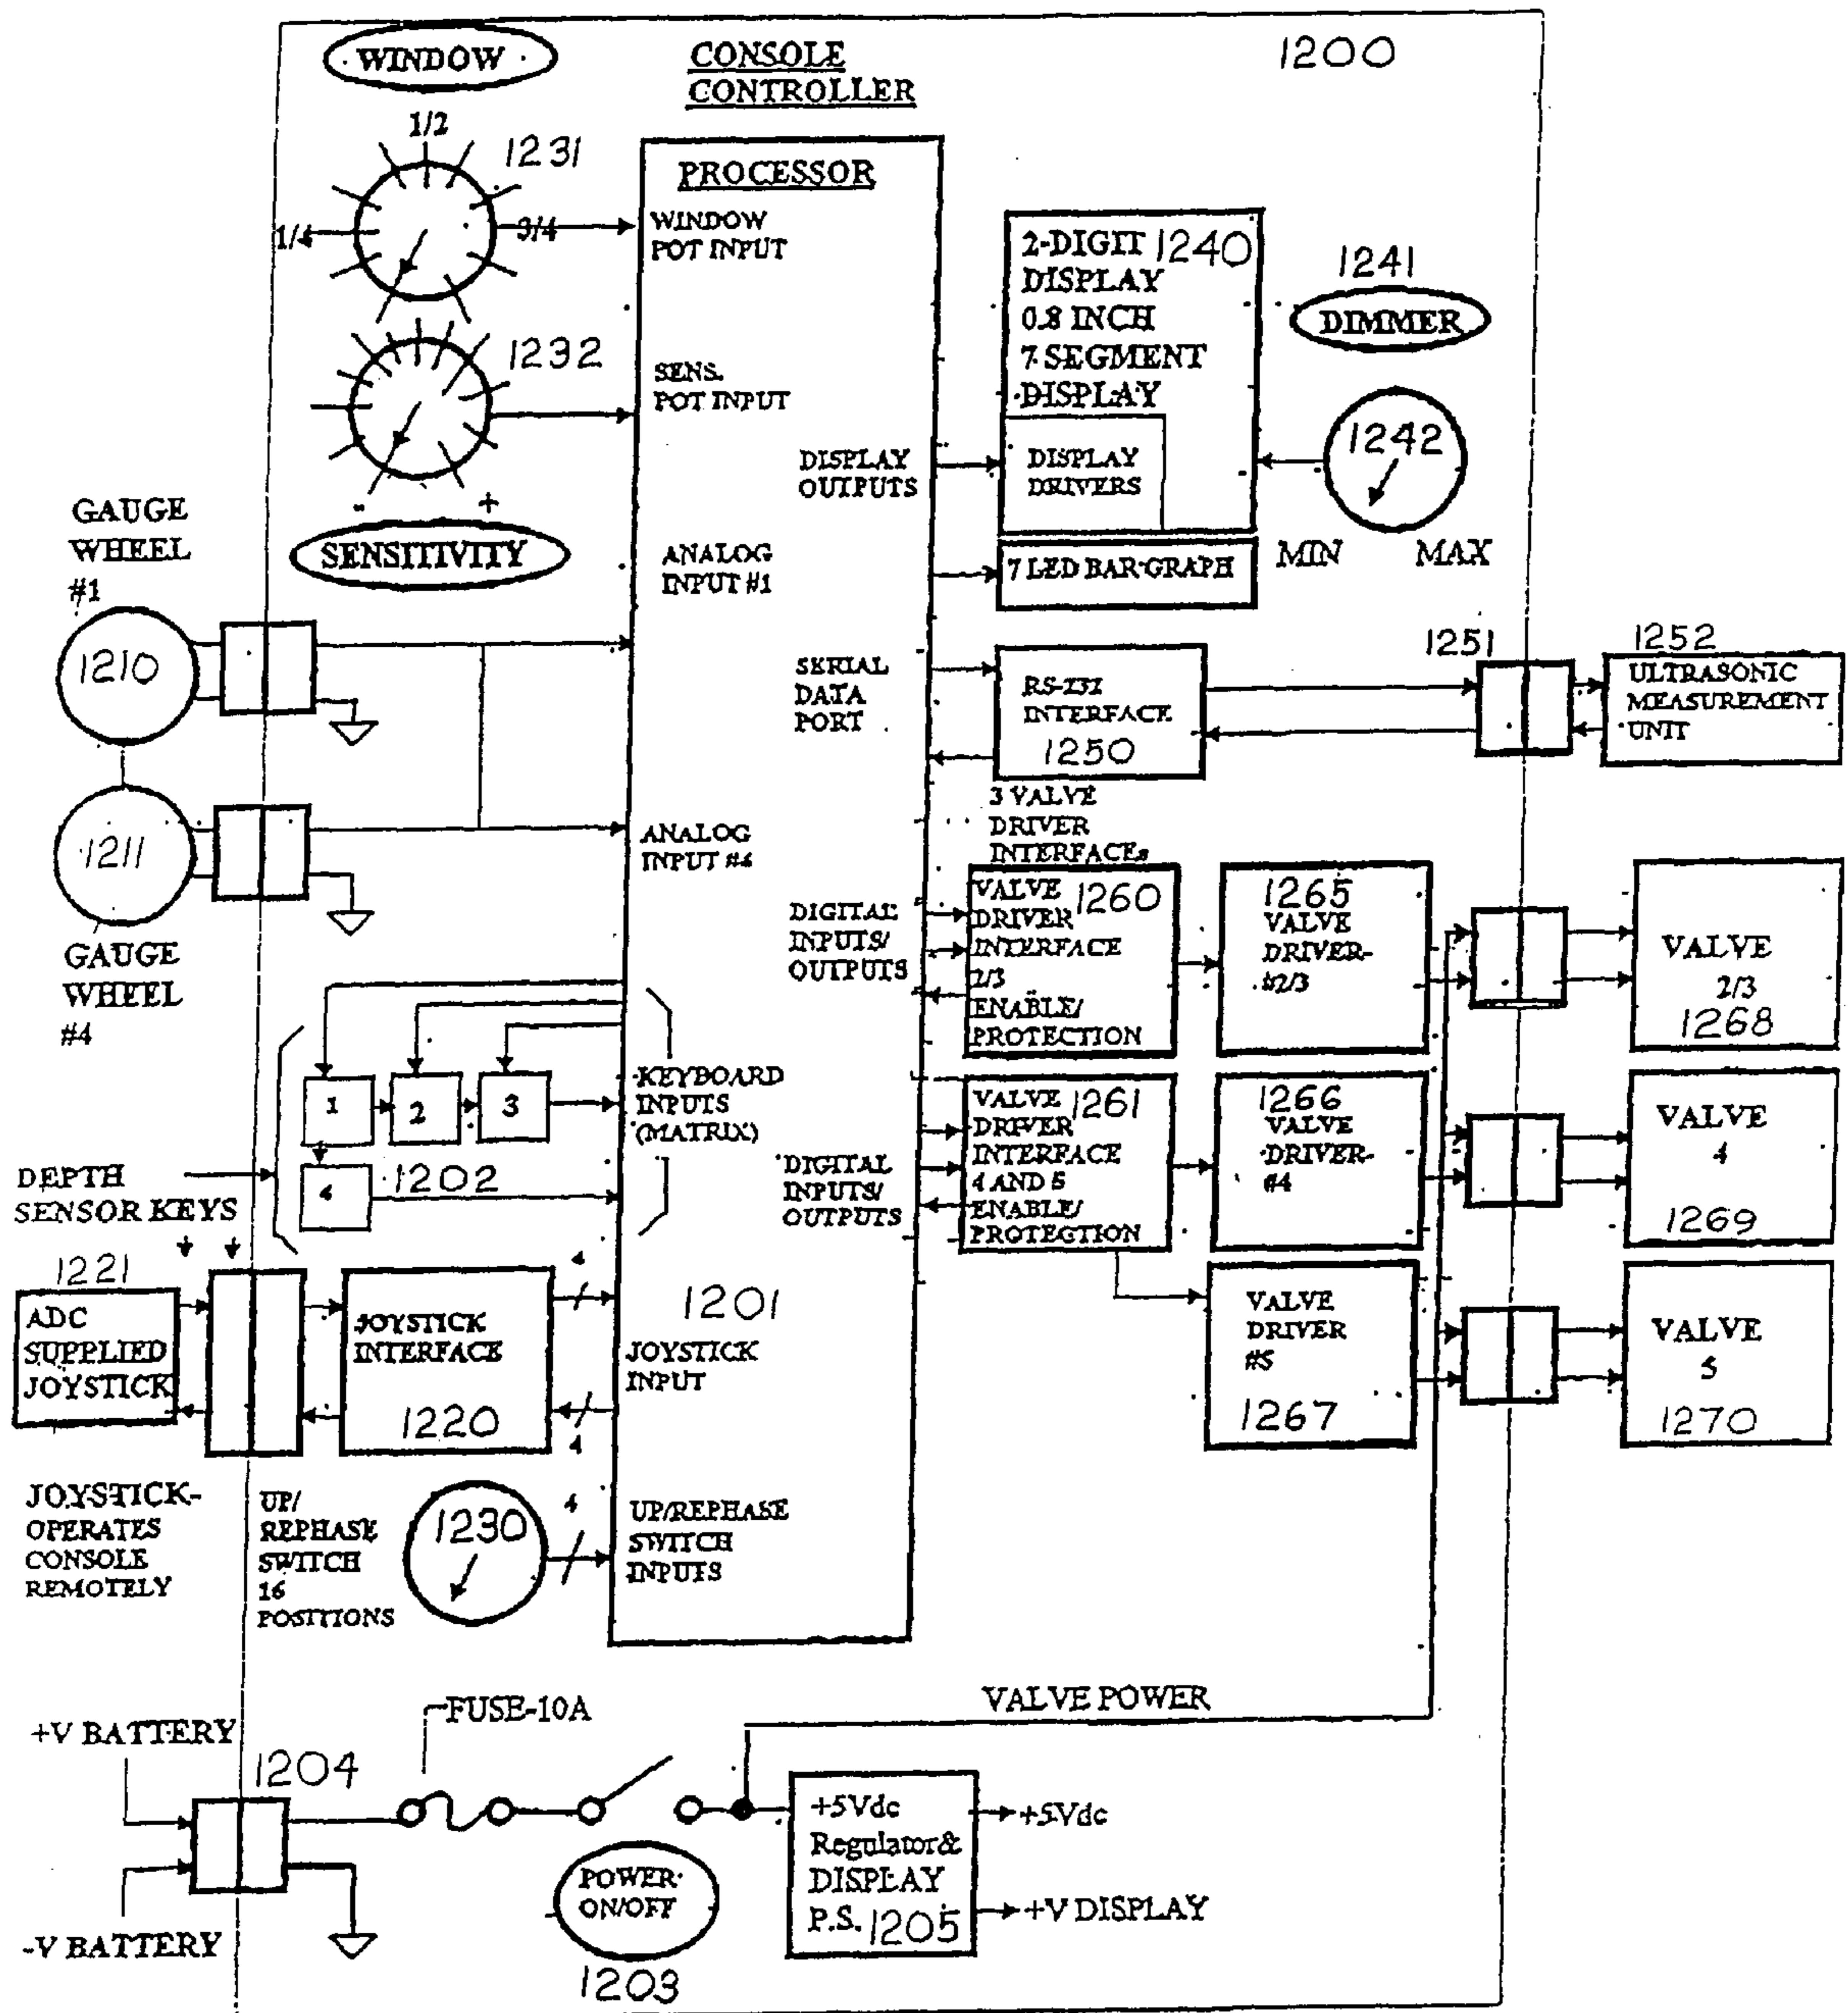 WINDOW
CONSOLE
CONTROLLER
1200
1/2
1231
1/4
3/4
PROCESSOR
WINDOW
POT INPUT
1232
SENS.
POT INPUT
- +
SENSITIVITY
2-DIGIT 1240
DISPLAY
0.8 INCH
7 SEGMENT
DISPLAY
DISPLAY
DRIVERS
1241
DIMMER
1242
MIN MAX
DISPLAY
OUTPUTS
7 LED BAR GRAPH
GAUGE
WHEEL
#1
1210
ANALOG
INPUT #1
SERIAL
DATA
PORT
RS-232
INTERFACE
1250
1251
1252
ULTRASONIC
MEASUREMENT
UNIT
1211
GAUGE
WHEEL
#4
ANALOG
INPUT #4
3 VALVE
DRIVER
INTERFACEs
DIGITAL
INPUTS/
OUTPUTS
VALVE 1260
DRIVER
INTERFACE
2/3
ENABLE/
PROTECTION
1265
VALVE
DRIVER-
#2/3
VALVE
2/3
1268
1
2
3
4
1202
KEYBOARD
INPUTS
(MATRIX)
DEPTH
SENSOR KEYS
DIGITAL
INPUTS/
OUTPUTS
VALVE 1261
DRIVER
INTERFACE
4 AND 5
ENABLE/
PROTECTION
1266
VALVE
DRIVER-
#4
VALVE
4
1269
1221
ADC
SUPPLIED
JOYSTICK
JOYSTICK
INTERFACE
1220
4
4
1201
JOYSTICK
INPUT
VALVE
DRIVER
#5
1267
VALVE
5
1270
JOYSTICK-
OPERATES
CONSOLE
REMOTELY
UP/
REPHASE
SWITCH
16
POSITIONS
1230
4
UP/REPHASE
SWITCH
INPUTS
FUSE-10A
VALVE POWER
+V BATTERY
1204
-V BATTERY
POWER
ON/OFF
1203
+5Vdc
Regulator&
DISPLAY
P.S. 1205
+5Vdc
+V DISPLAY